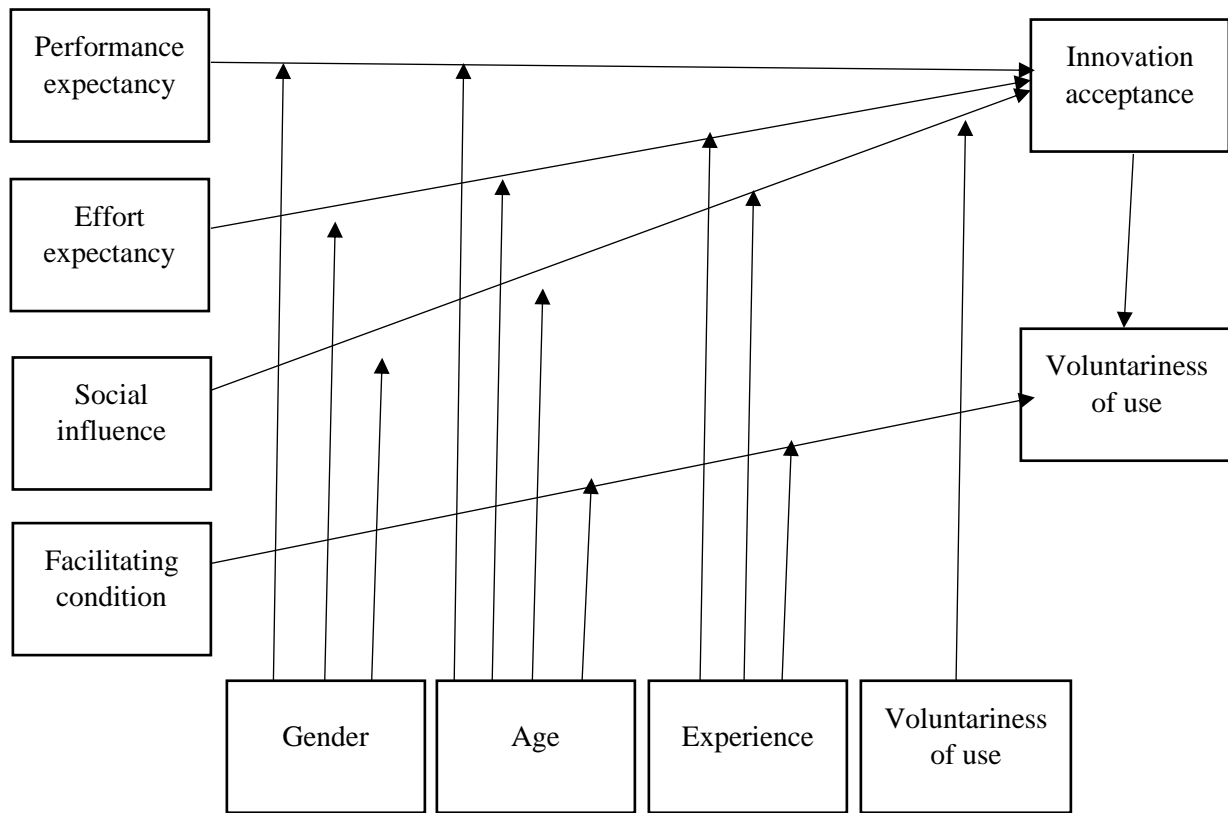 Performance
expectancy
Innovation
acceptance
Effort
expectancy
Social
influence
Voluntariness
of use
Facilitating
condition
Gender
Age
Experience
Voluntariness
of use